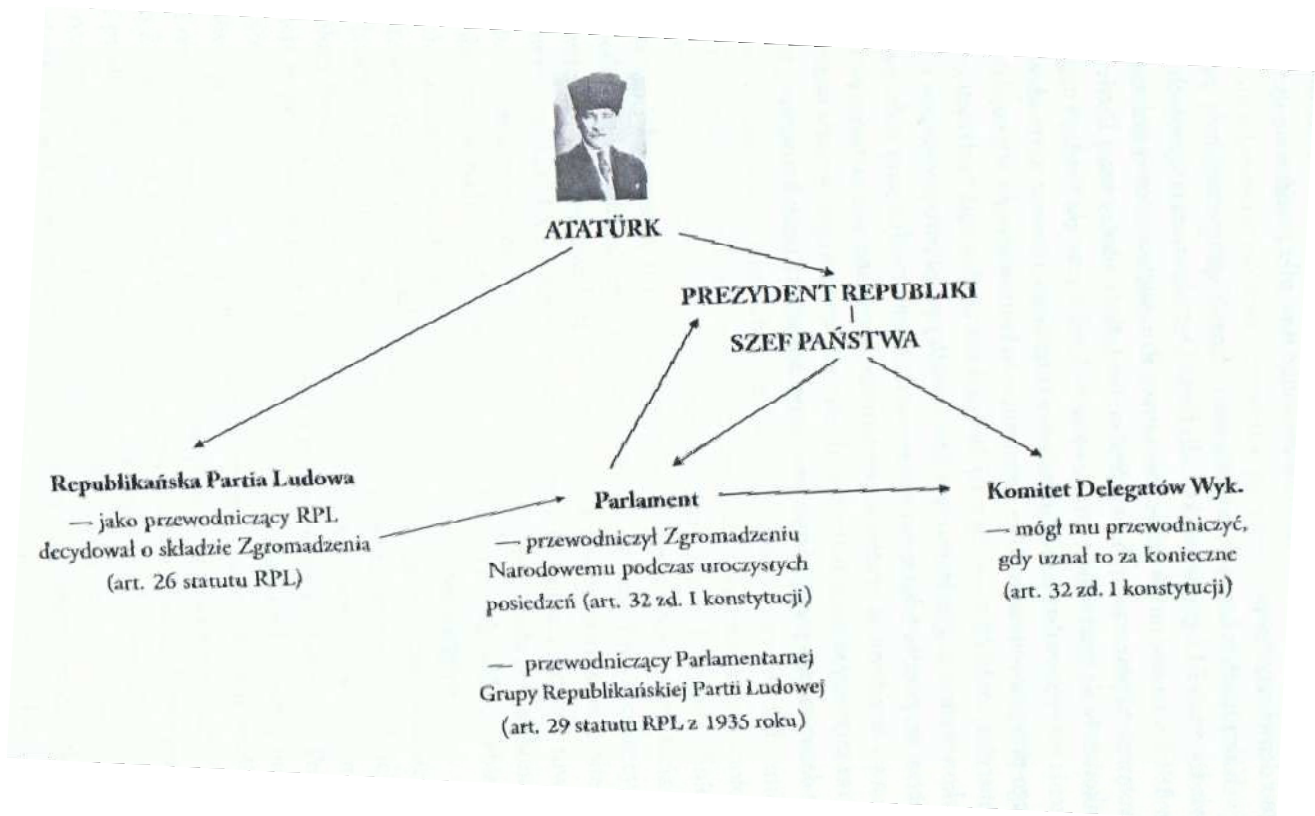 ATATÜRK
PREZYDENT REPUBLIKI
SZEF PAŃSTWA
Republikańska Partia Ludowa
— jako przewodniczący RPL
decydował o składzie Zgromadzenia
(art. 26 statutu RPL)
Parlament
— przewodniczył Zgromadzeniu
Narodowemu podczas uroczystych
posiedzeń (art. 32 zd. 1 konstytucji)
— przewodniczący Parlamentarnej
Grupy Republikańskiej Partii Ludowej
(art. 29 statutu RPL z 1935 roku)
Komitet Delegatów Wyk.
— mógł mu przewodniczyć,
gdy uznał to za konieczne
(art. 32 zd. 1 konstytucji)